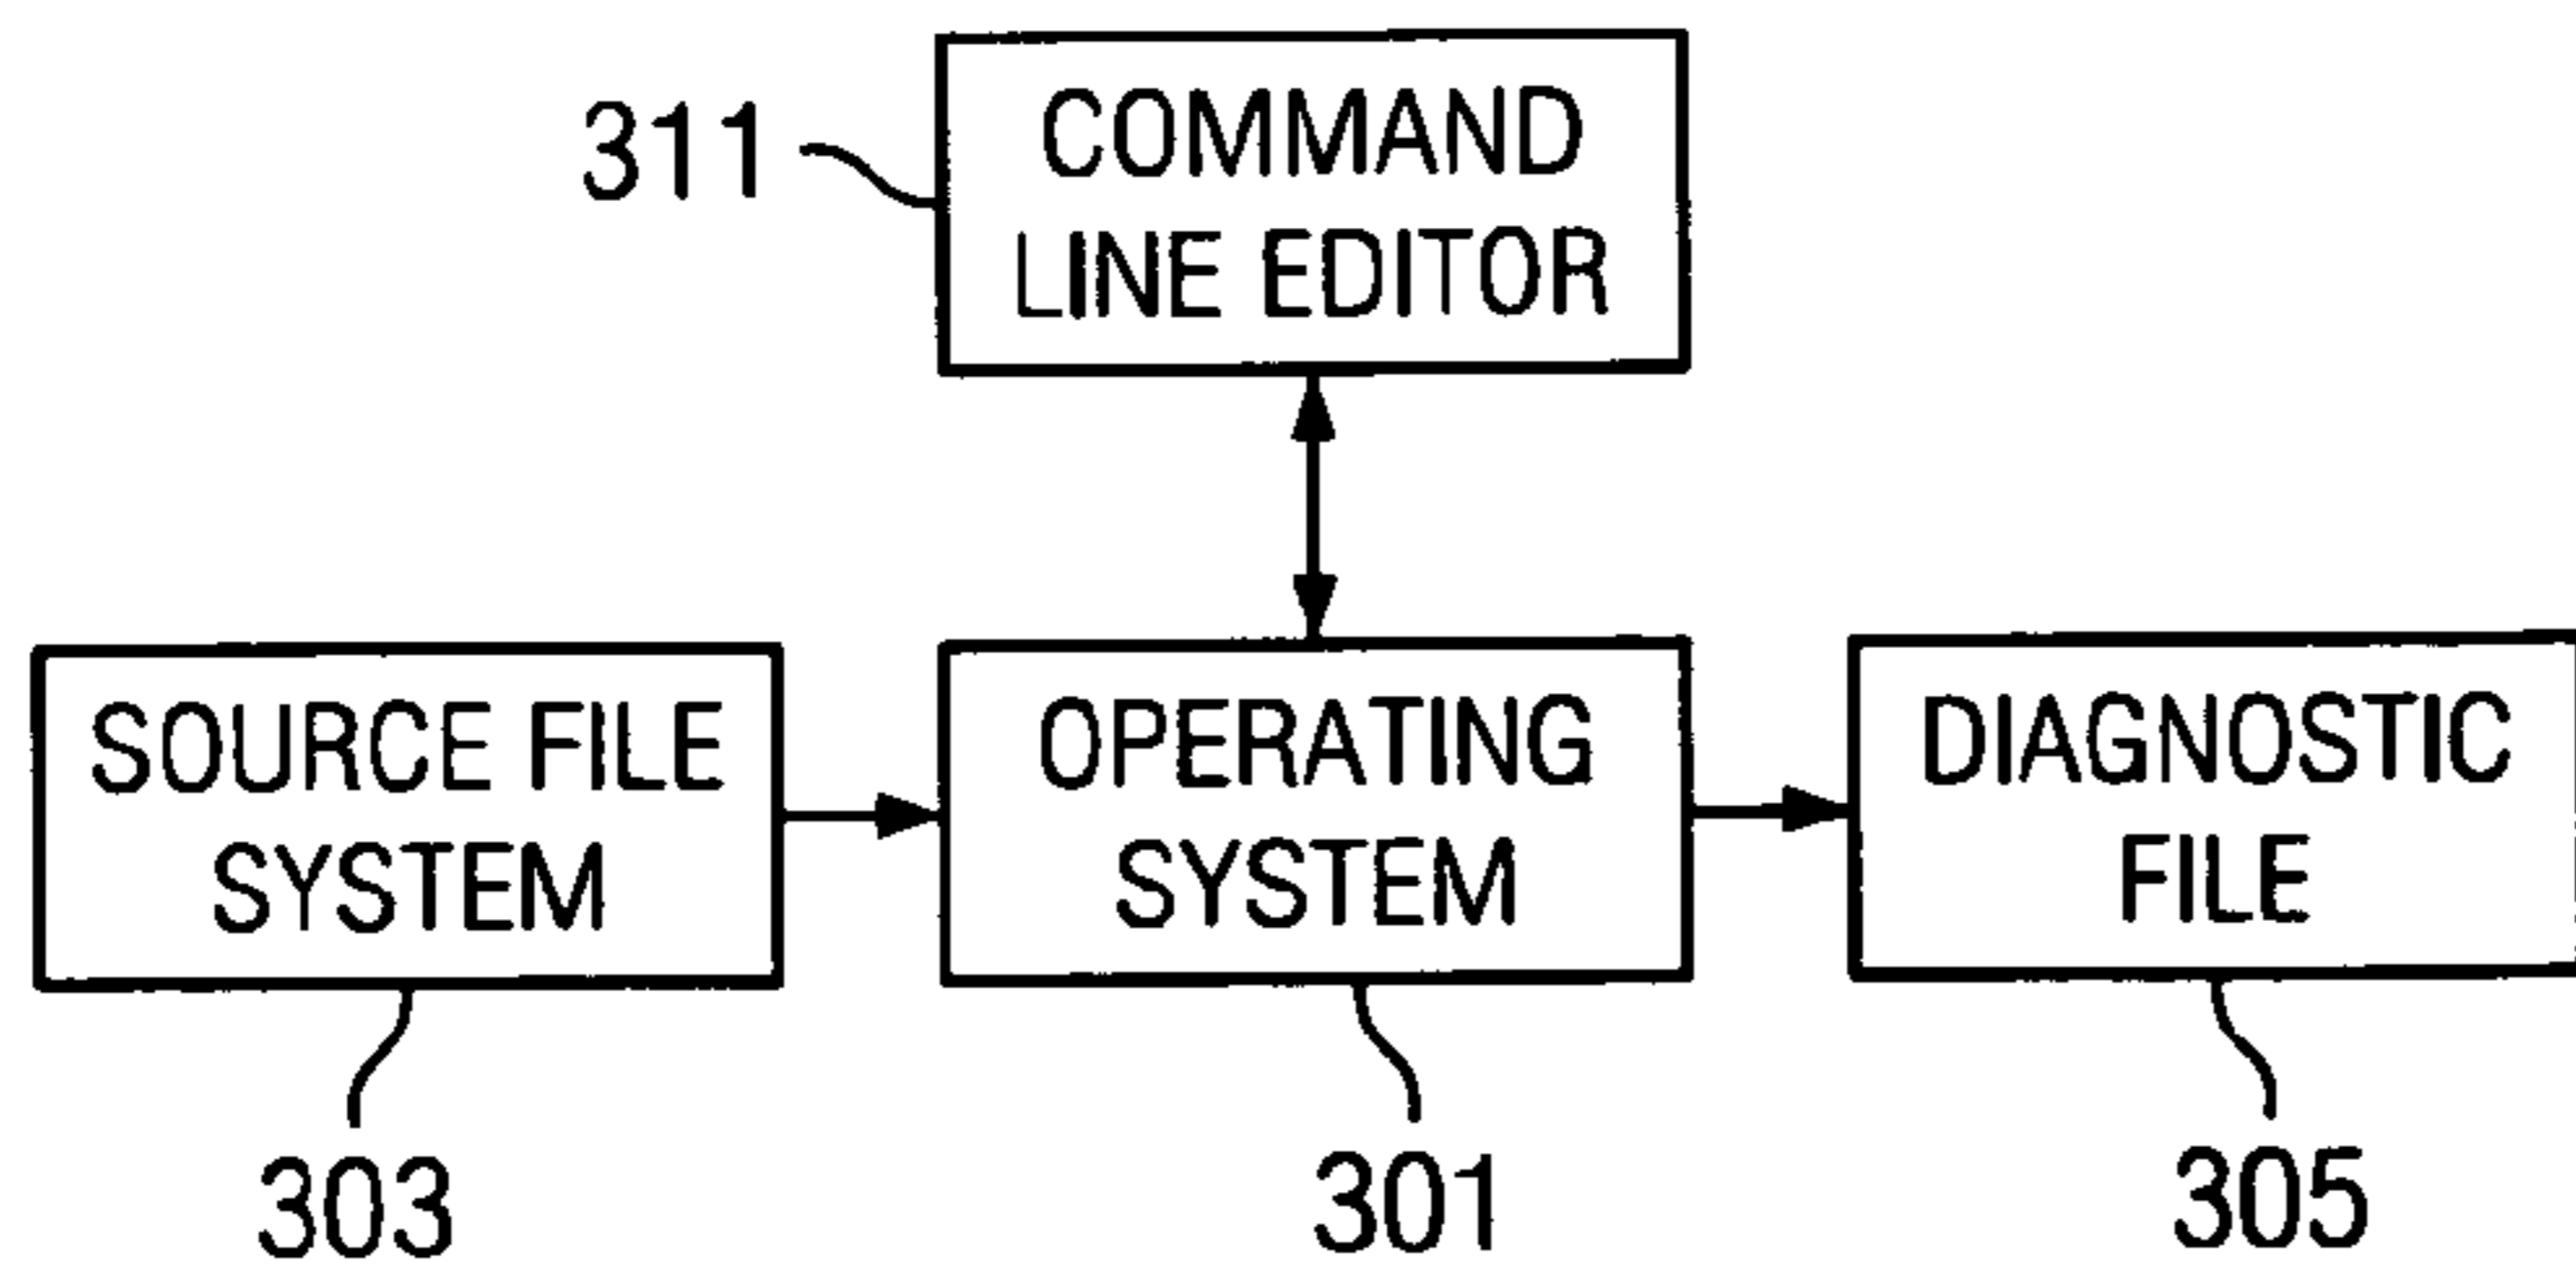 311
COMMAND
LINE EDITOR
SOURCE FILE
SYSTEM
OPERATING
SYSTEM
DIAGNOSTIC
FILE
303
301
305